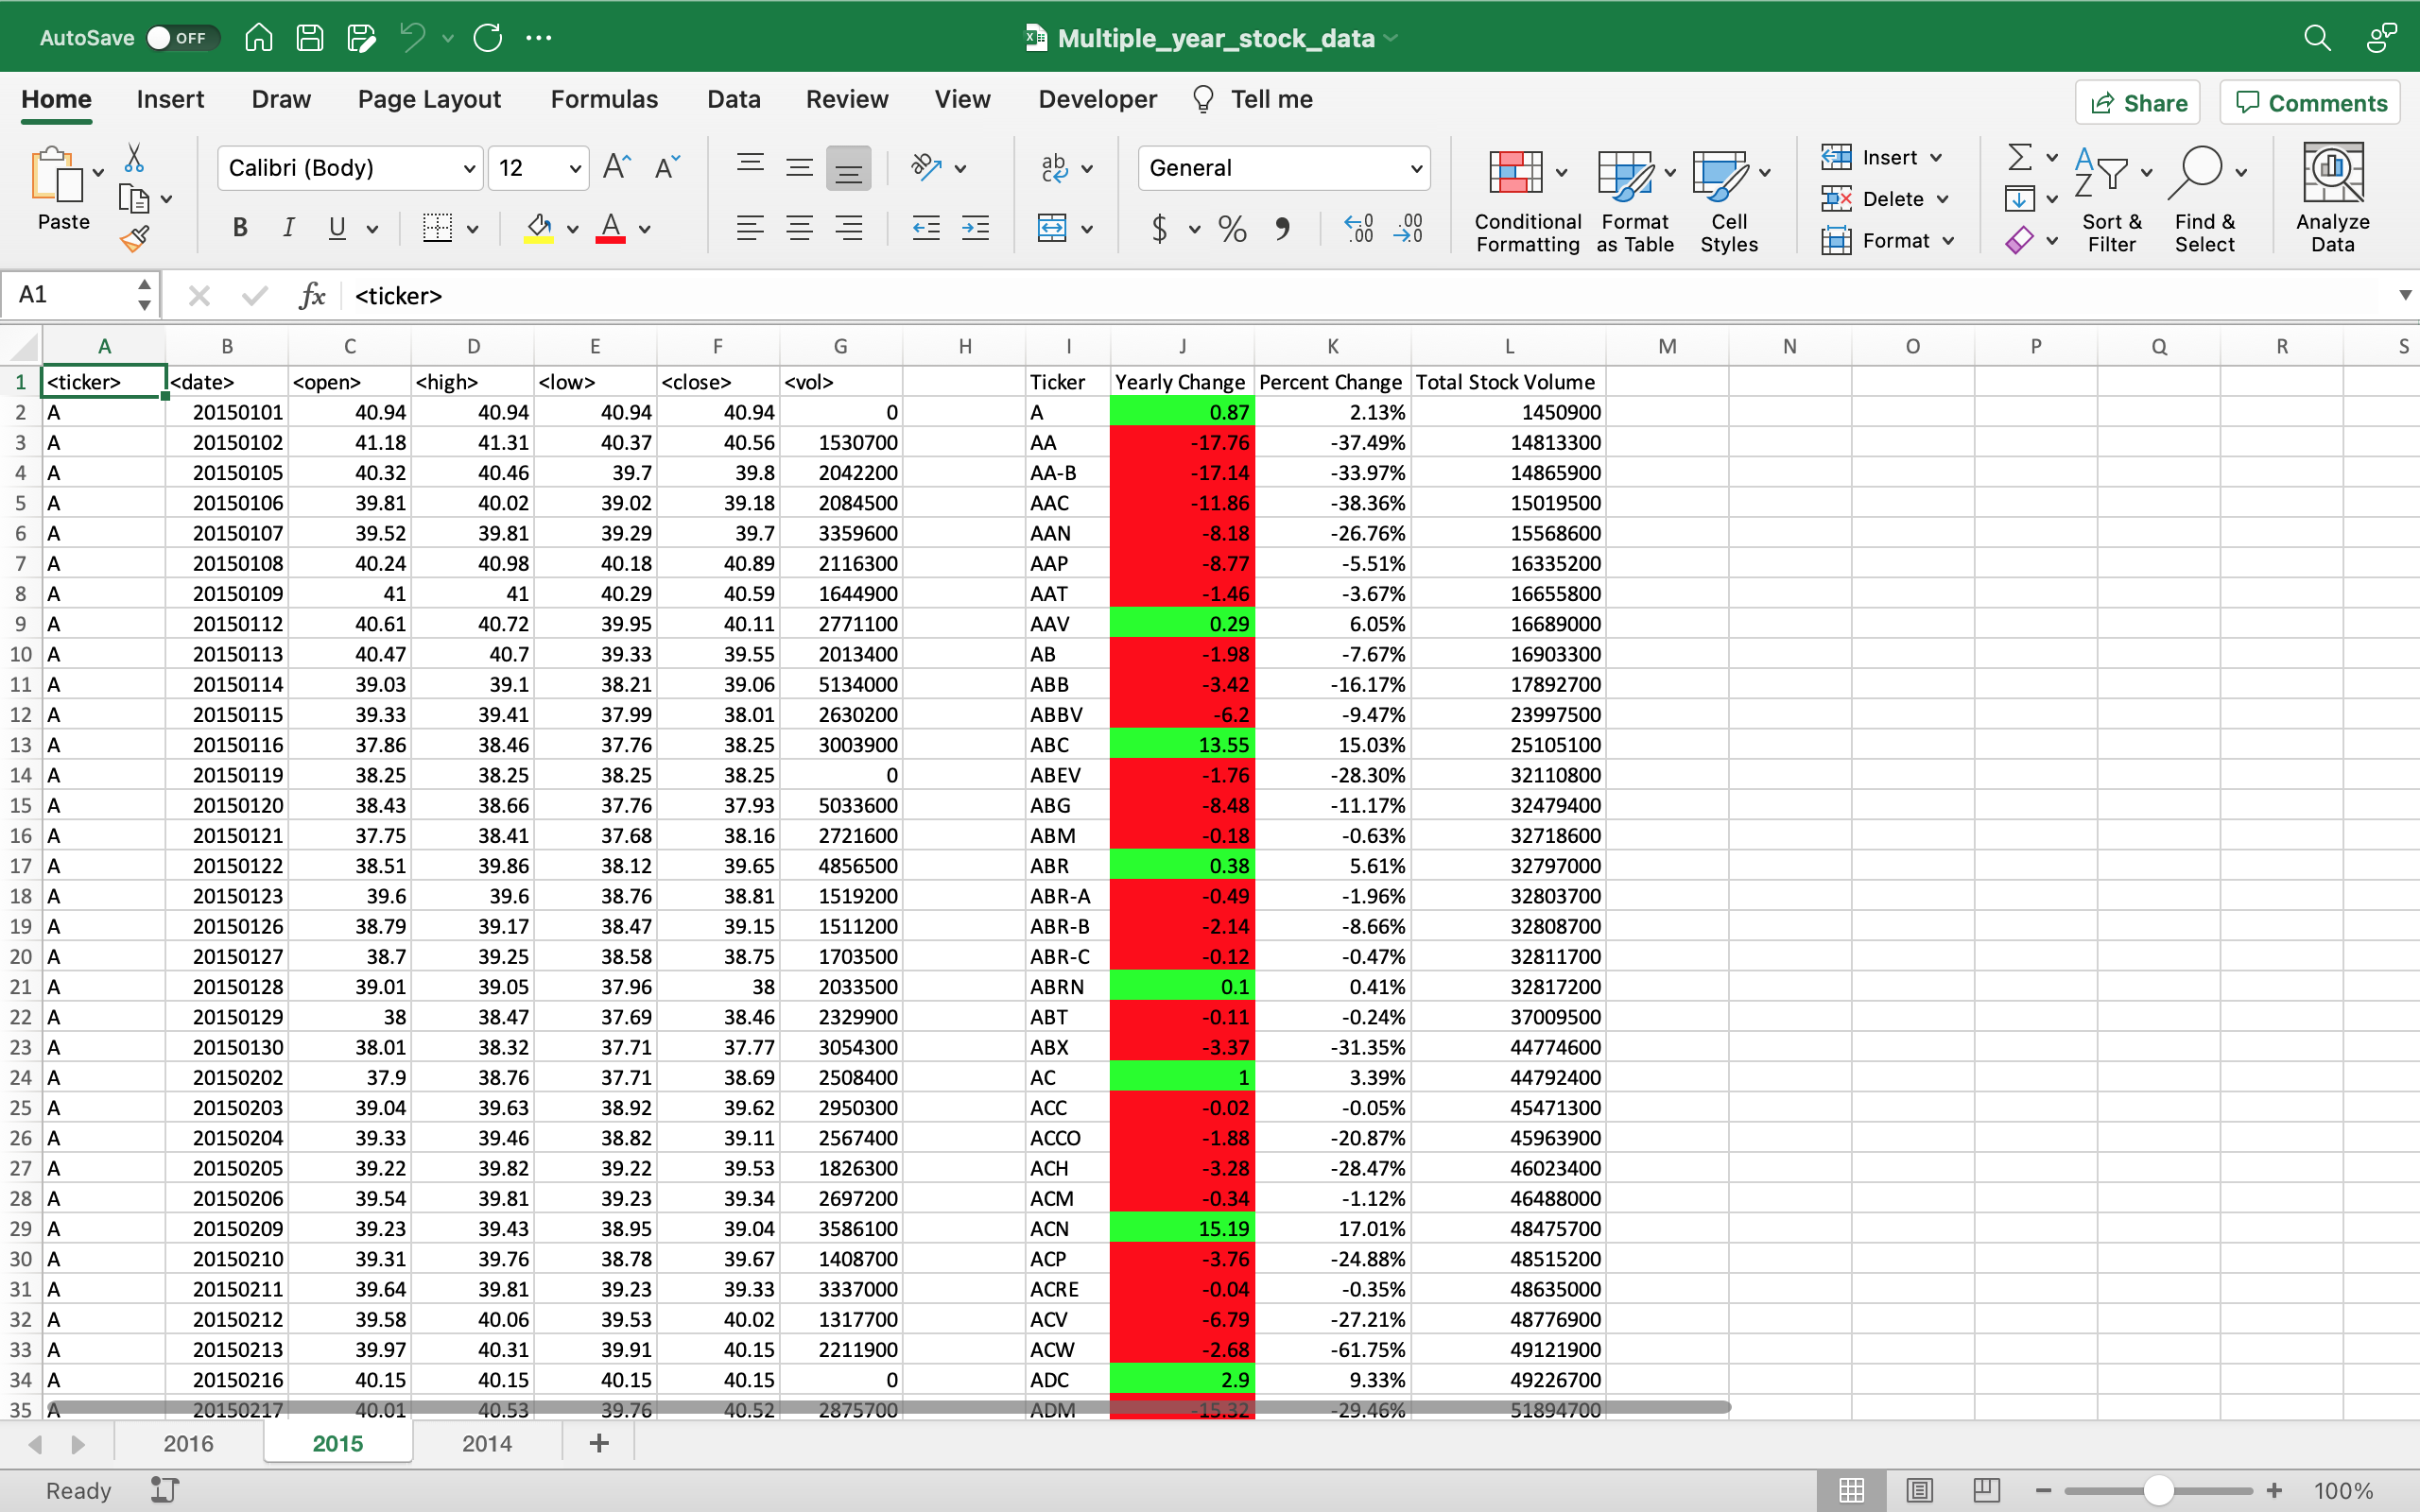 AutoSave OFF Multiple_year_stock_data
Home Insert Draw Page Layout Formulas Data Review View Developer Tell me Share Comments
Paste Calibri (Body) 12 General Conditional Formatting Format as Table Cell Styles Insert Delete Format Sort & Filter Find & Select Analyze Data
A1 fx <ticker>
A B C D E F G H I J K L M N O P Q R S
1 <ticker> <date> <open> <high> <low> <close> <vol> Ticker Yearly Change Percent Change Total Stock Volume
2 A 20150101 40.94 40.94 40.94 40.94 0 A 0.87 2.13% 1450900
3 A 20150102 41.18 41.31 40.37 40.56 1530700 AA -17.76 -37.49% 14813300
4 A 20150105 40.32 40.46 39.7 39.8 2042200 AA-B -17.14 -33.97% 14865900
5 A 20150106 39.81 40.02 39.02 39.18 2084500 AAC -11.86 -38.36% 15019500
6 A 20150107 39.52 39.81 39.29 39.7 3359600 AAN -8.18 -26.76% 15568600
7 A 20150108 40.24 40.98 40.18 40.89 2116300 AAP -8.77 -5.51% 16335200
8 A 20150109 41 41 40.29 40.59 1644900 AAT -1.46 -3.67% 16655800
9 A 20150112 40.61 40.72 39.95 40.11 2771100 AAV 0.29 6.05% 16689000
10 A 20150113 40.47 40.7 39.33 39.55 2013400 AB -1.98 -7.67% 16903300
11 A 20150114 39.03 39.1 38.21 39.06 5134000 ABB -3.42 -16.17% 17892700
12 A 20150115 39.33 39.41 37.99 38.01 2630200 ABBV -6.2 -9.47% 23997500
13 A 20150116 37.86 38.46 37.76 38.25 3003900 ABC 13.55 15.03% 25105100
14 A 20150119 38.25 38.25 38.25 38.25 0 ABEV -1.76 -28.30% 32110800
15 A 20150120 38.43 38.66 37.76 37.93 5033600 ABG -8.48 -11.17% 32479400
16 A 20150121 37.75 38.41 37.68 38.16 2721600 ABM -0.18 -0.63% 32718600
17 A 20150122 38.51 39.86 38.12 39.65 4856500 ABR 0.38 5.61% 32797000
18 A 20150123 39.6 39.6 38.76 38.81 1519200 ABR-A -0.49 -1.96% 32803700
19 A 20150126 38.79 39.17 38.47 39.15 1511200 ABR-B -2.14 -8.66% 32808700
20 A 20150127 38.7 39.25 38.58 38.75 1703500 ABR-C -0.12 -0.47% 32811700
21 A 20150128 39.01 39.05 37.96 38 2033500 ABRN 0.1 0.41% 32817200
22 A 20150129 38 38.47 37.69 38.46 2329900 ABT -0.11 -0.24% 37009500
23 A 20150130 38.01 38.32 37.71 37.77 3054300 ABX -3.37 -31.35% 44774600
24 A 20150202 37.9 38.76 37.71 38.69 2508400 AC 1 3.39% 44792400
25 A 20150203 39.04 39.63 38.92 39.62 2950300 ACC -0.02 -0.05% 45471300
26 A 20150204 39.33 39.46 38.82 39.11 2567400 ACCO -1.88 -20.87% 45963900
27 A 20150205 39.22 39.82 39.22 39.53 1826300 ACH -3.28 -28.47% 46023400
28 A 20150206 39.54 39.81 39.23 39.34 2697200 ACM -0.34 -1.12% 46488000
29 A 20150209 39.23 39.43 38.95 39.04 3586100 ACN 15.19 17.01% 48475700
30 A 20150210 39.31 39.76 38.78 39.67 1408700 ACP -3.76 -24.88% 48515200
31 A 20150211 39.64 39.81 39.23 39.33 3337000 ACRE -0.04 -0.35% 48635000
32 A 20150212 39.58 40.06 39.53 40.02 1317700 ACV -6.79 -27.21% 48776900
33 A 20150213 39.97 40.31 39.91 40.15 2211900 ACW -2.68 -61.75% 49121900
34 A 20150216 40.15 40.15 40.15 40.15 0 ADC 2.9 9.33% 49226700
35 A 20150217 40.01 40.53 39.76 40.52 2875700 ADM -15.32 -29.46% 51894700
2016 2015 2014 +
Ready 100%